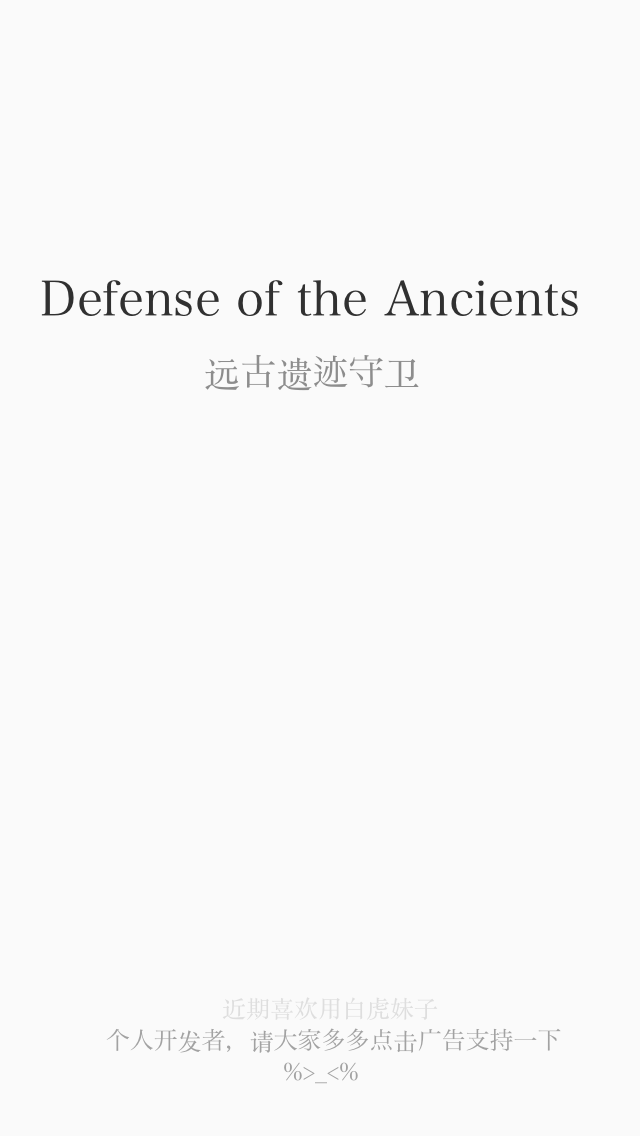 Defense of the Ancients
远古遗迹守卫
近期喜欢用白虎妹子
个人开发者，请大家多多点击广告支持一下
%>_<%